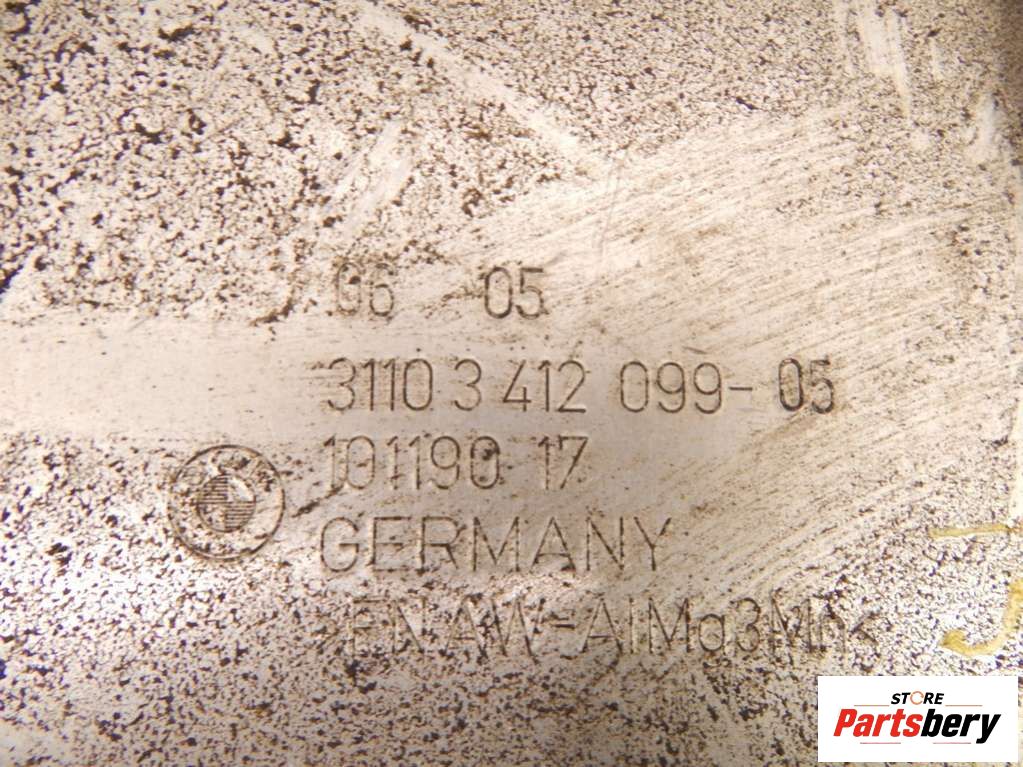 06 05
3110 3 412 099-05
101190 17
GERMANY
EN AW-AlMg3Mn<
STORE
Partsbery